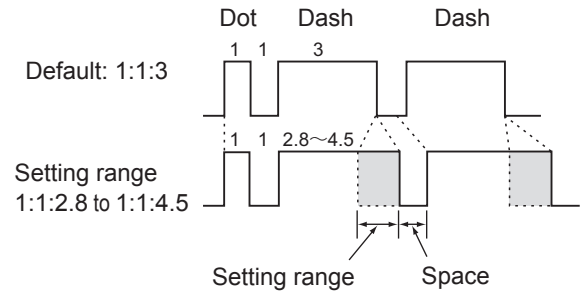 Dot Dash Dash
1 1 3
Default: 1:1:3
1 1 2.8~4.5
Setting range
1:1:2.8 to 1:1:4.5
Setting range Space